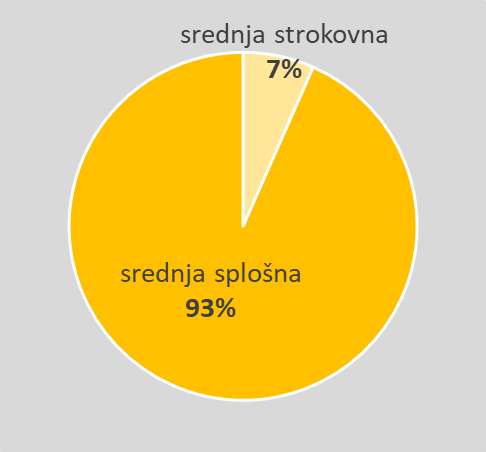 srednja strokovna
7%
srednja splošna
93%